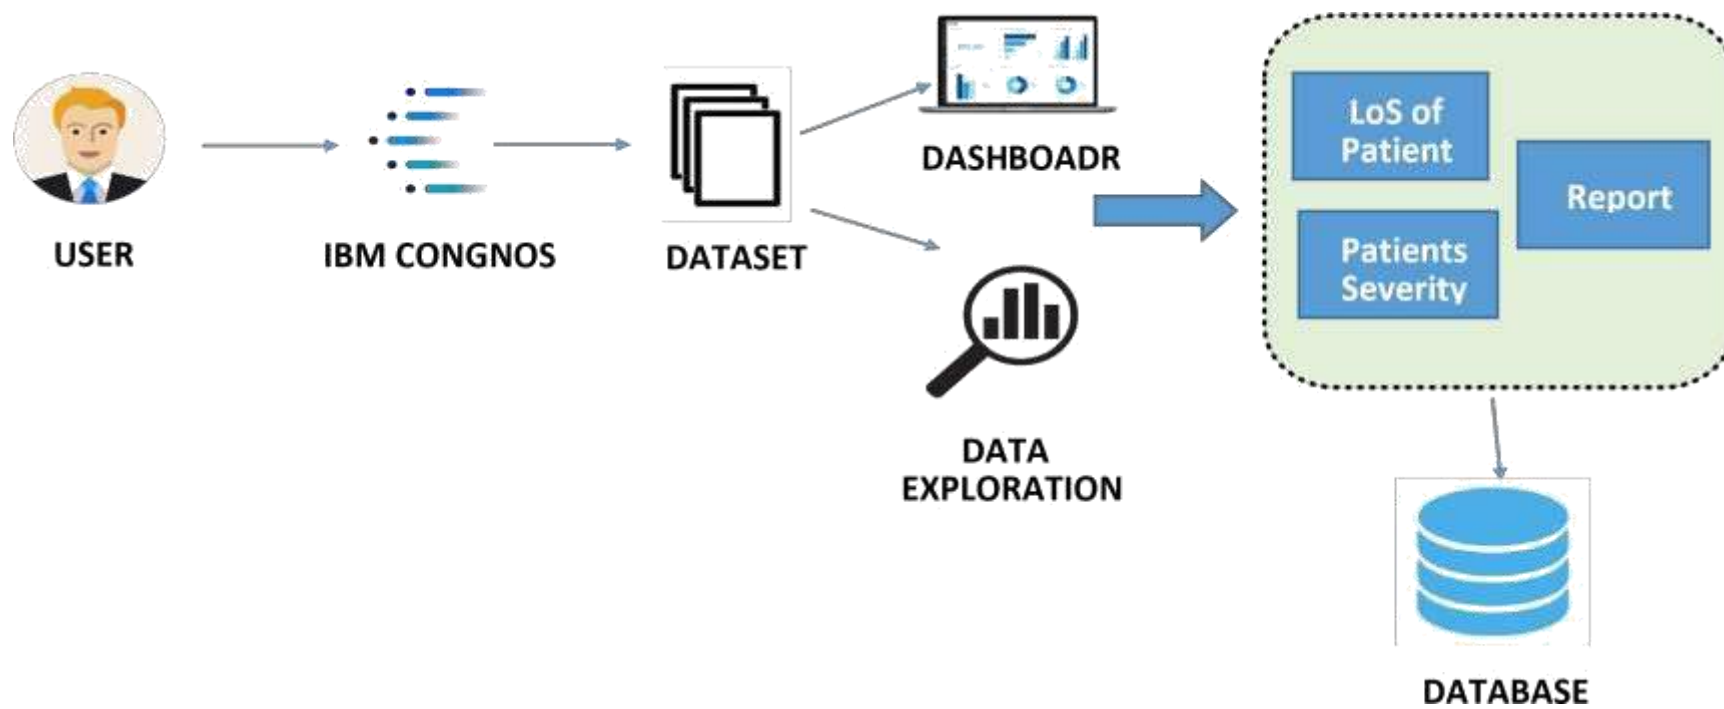 USER
IBM CONGNOS
DATASET
DASHBOADR
DATA
EXPLORATION
LoS of
Patient
Patients
Severity
Report
DATABASE